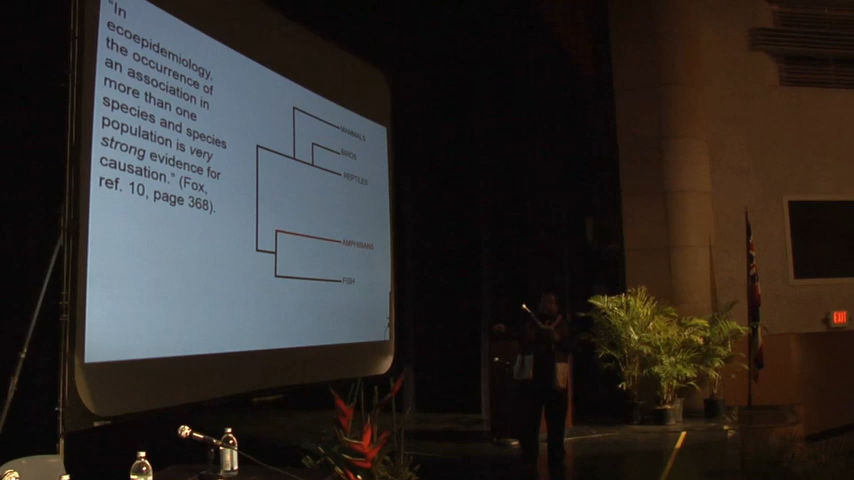 "In
ecoepidemiology,
the occurrence of
an association in
more than one
species and species
population is very
strong evidence for
causation." (Fox,
ref. 10, page 368).
MAMMALS
BIRDS
REPTILES
AMPHIBIANS
FISH
EXIT